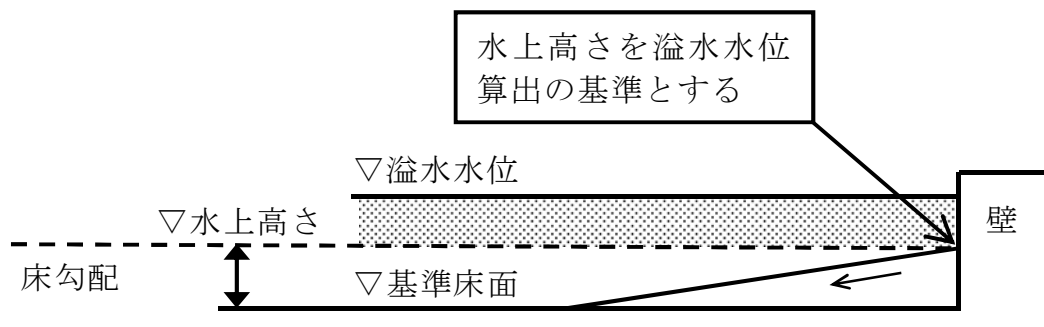 水上高さを溢水水位
算出の基準とする
▽溢水水位
▽水上高さ
壁
床勾配
▽基準床面